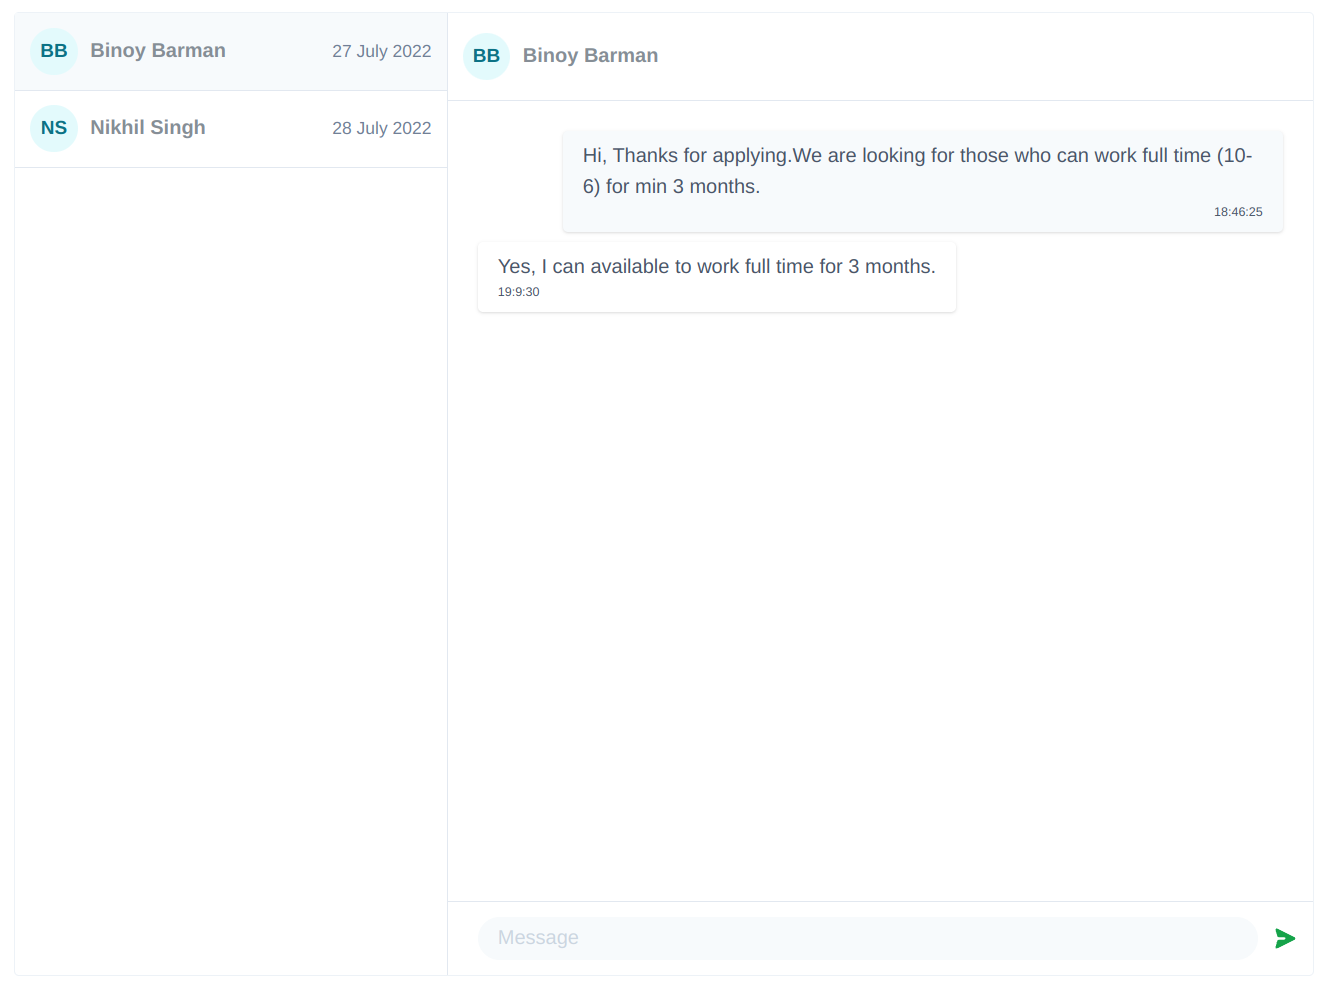 BB Binoy Barman 27 July 2022
NS Nikhil Singh 28 July 2022
BB Binoy Barman
Hi, Thanks for applying.We are looking for those who can work full time (10-
6) for min 3 months.
18:46:25
Yes, I can available to work full time for 3 months.
19:9:30
Message